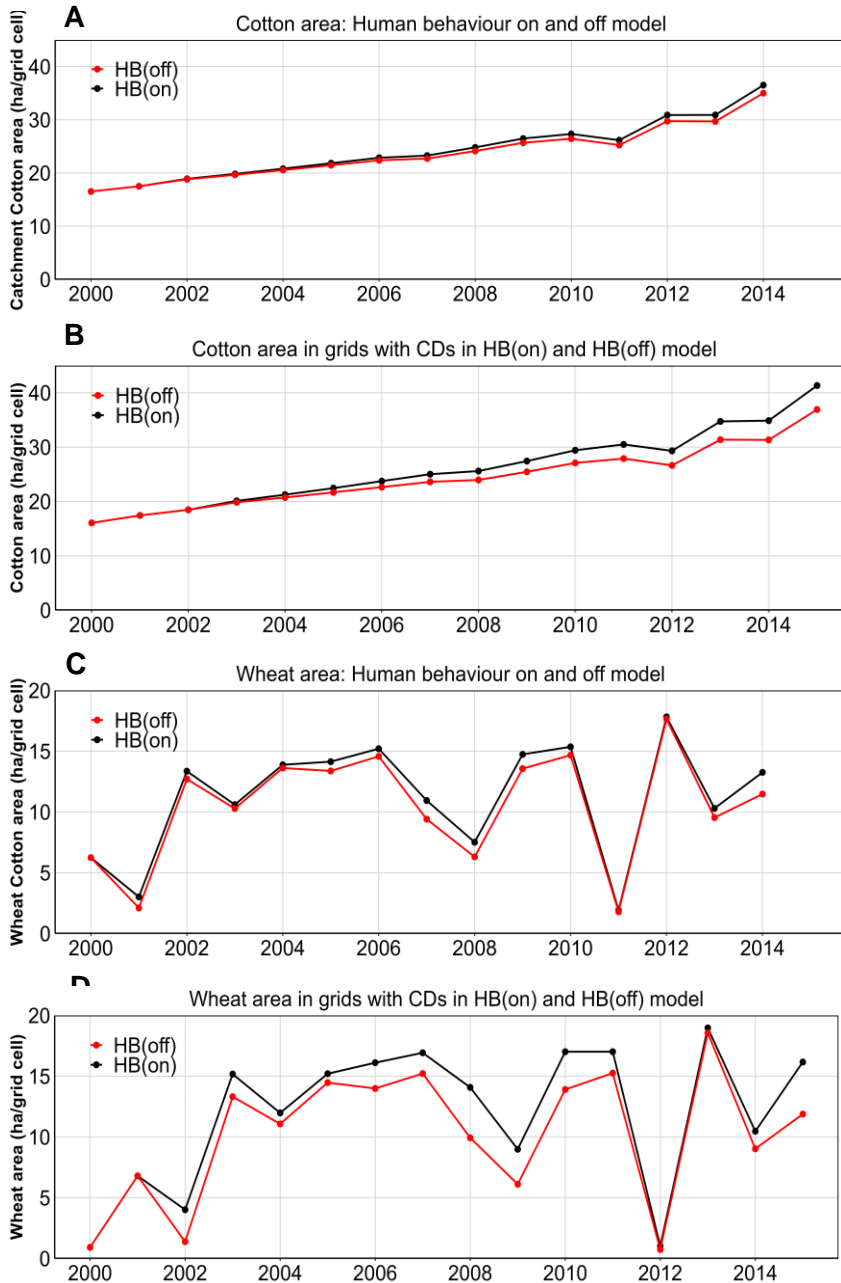 A
Cotton area: Human behaviour on and off model
Catchment Cotton area (ha/grid cell)
HB(off)
HB(on)
40
30
20
10
0
2000 2002 2004 2006 2008 2010 2012 2014
B
Cotton area in grids with CDs in HB(on) and HB(off) model
Cotton area (ha/grid cell)
HB(off)
HB(on)
40
30
20
10
0
2000 2002 2004 2006 2008 2010 2012 2014
C
Wheat area: Human behaviour on and off model
Wheat Cotton area (ha/grid cell)
HB(off)
HB(on)
20
15
10
5
0
2000 2002 2004 2006 2008 2010 2012 2014
D
Wheat area in grids with CDs in HB(on) and HB(off) model
Wheat area (ha/grid cell)
HB(off)
HB(on)
20
15
10
5
0
2000 2002 2004 2006 2008 2010 2012 2014